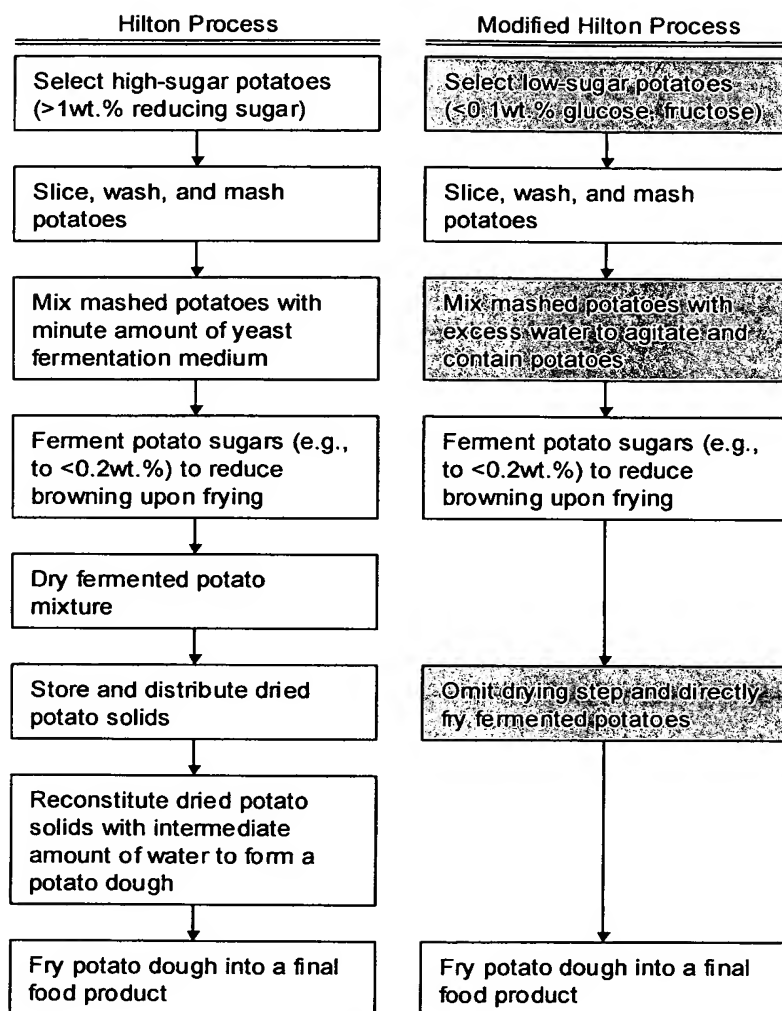 Hilton Process
Select high-sugar potatoes
(>1wt.% reducing sugar)
Slice, wash, and mash
potatoes
Mix mashed potatoes with
minute amount of yeast
fermentation medium
Ferment potato sugars (e.g.,
to <0.2wt.%) to reduce
browning upon frying
Dry fermented potato
mixture
Store and distribute dried
potato solids
Reconstitute dried potato
solids with intermediate
amount of water to form a
potato dough
Fry potato dough into a final
food product
Modified Hilton Process
Select low-sugar potatoes
(<0.1wt.% glucose, fructose)
Slice, wash, and mash
potatoes
Mix mashed potatoes with
excess water to agitate and
contain potatoes
Ferment potato sugars (e.g.,
to <0.2wt.%) to reduce
browning upon frying
Omit drying step and directly
fry fermented potatoes
Fry potato dough into a final
food product